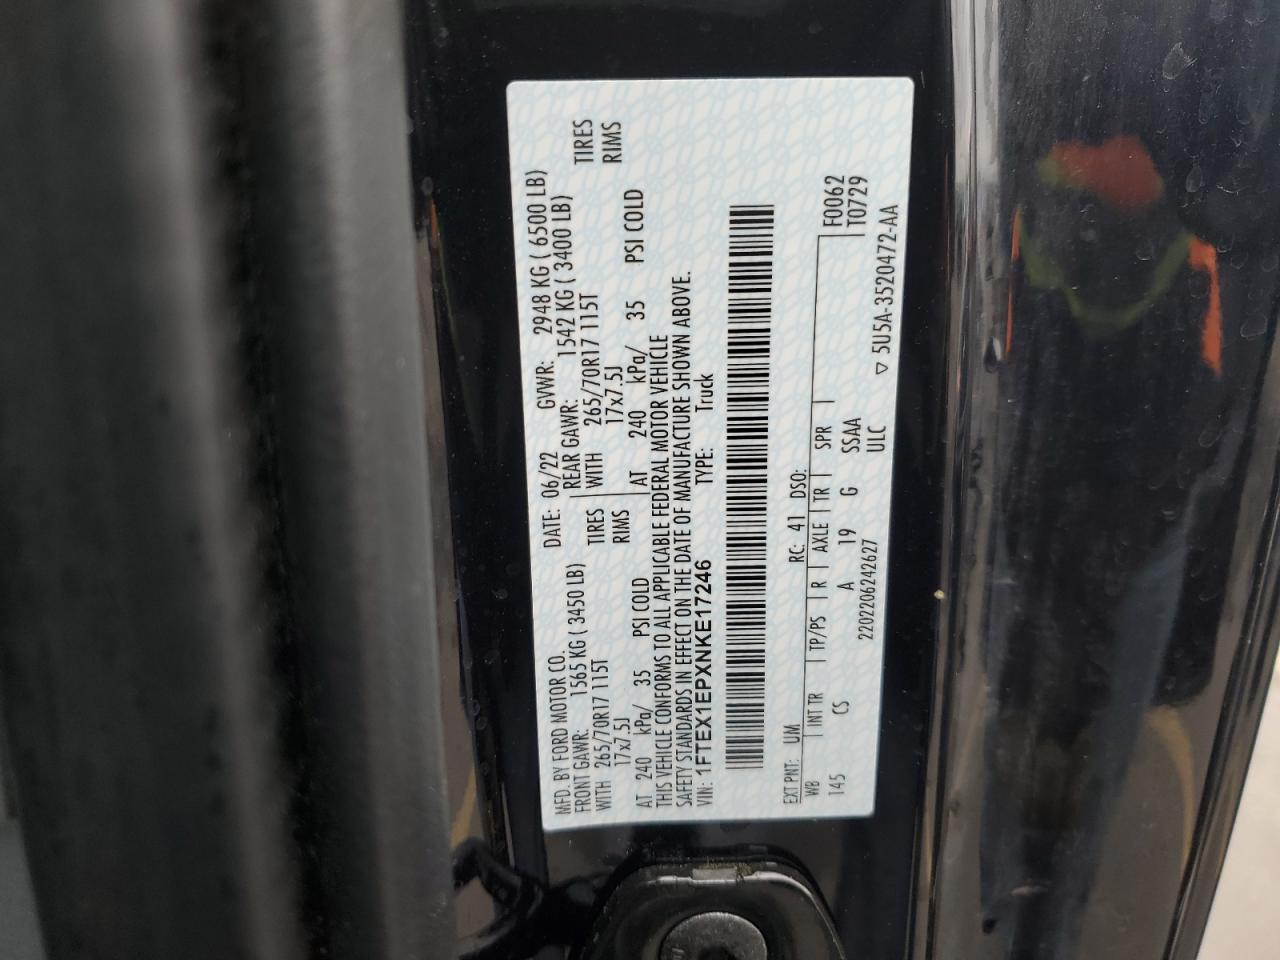 MFD. BY FORD MOTOR CO.
DATE: 06/22 GVWR: 2948 KG ( 6500 LB)
FRONT GAWR: 1565 KG ( 3450 LB) REAR GAWR: 1542 KG ( 3400 LB)
WITH 265/70R17 115T TIRES WITH 265/70R17 115T TIRES
17x7.5J RIMS 17x7.5J RIMS
AT 240 kPa/ 35 PSI COLD AT 240 kPa/ 35 PSI COLD
THIS VEHICLE CONFORMS TO ALL APPLICABLE FEDERAL MOTOR VEHICLE
SAFETY STANDARDS IN EFFECT ON THE DATE OF MANUFACTURE SHOWN ABOVE.
VIN: 1FTEX1EPXNKE17246 TYPE: Truck
EXT PNT: UM RC: 41 DSO:
WB INT TR TP/PS R AXLE TR SPR F0062
145 CS A 19 G SSAA T0729
2202206242627 ULC
▽ 5U5A-3520472-AA